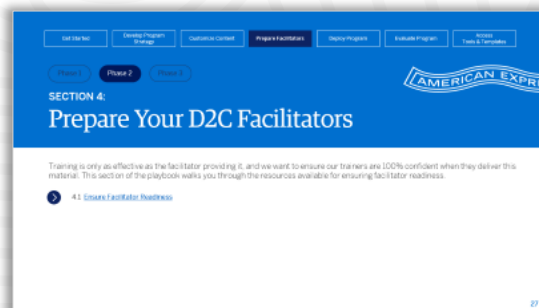 Get Started
Develop Program
Strategy
Customize Content
Prepare Facilitators
Deploy Program
Evaluate Program
Access
Tools & Templates
Phase 1
Phase 2
Phase 3
AMERICAN EXPR
SECTION 4:
Prepare Your D2C Facilitators
Training is only as effective as the facilitator providing it, and we want to ensure our trainers are 100% confident when they deliver this
material. This section of the playbook walks you through the resources available for ensuring facilitator readiness.
4.1 Ensure Facilitator Readiness
27